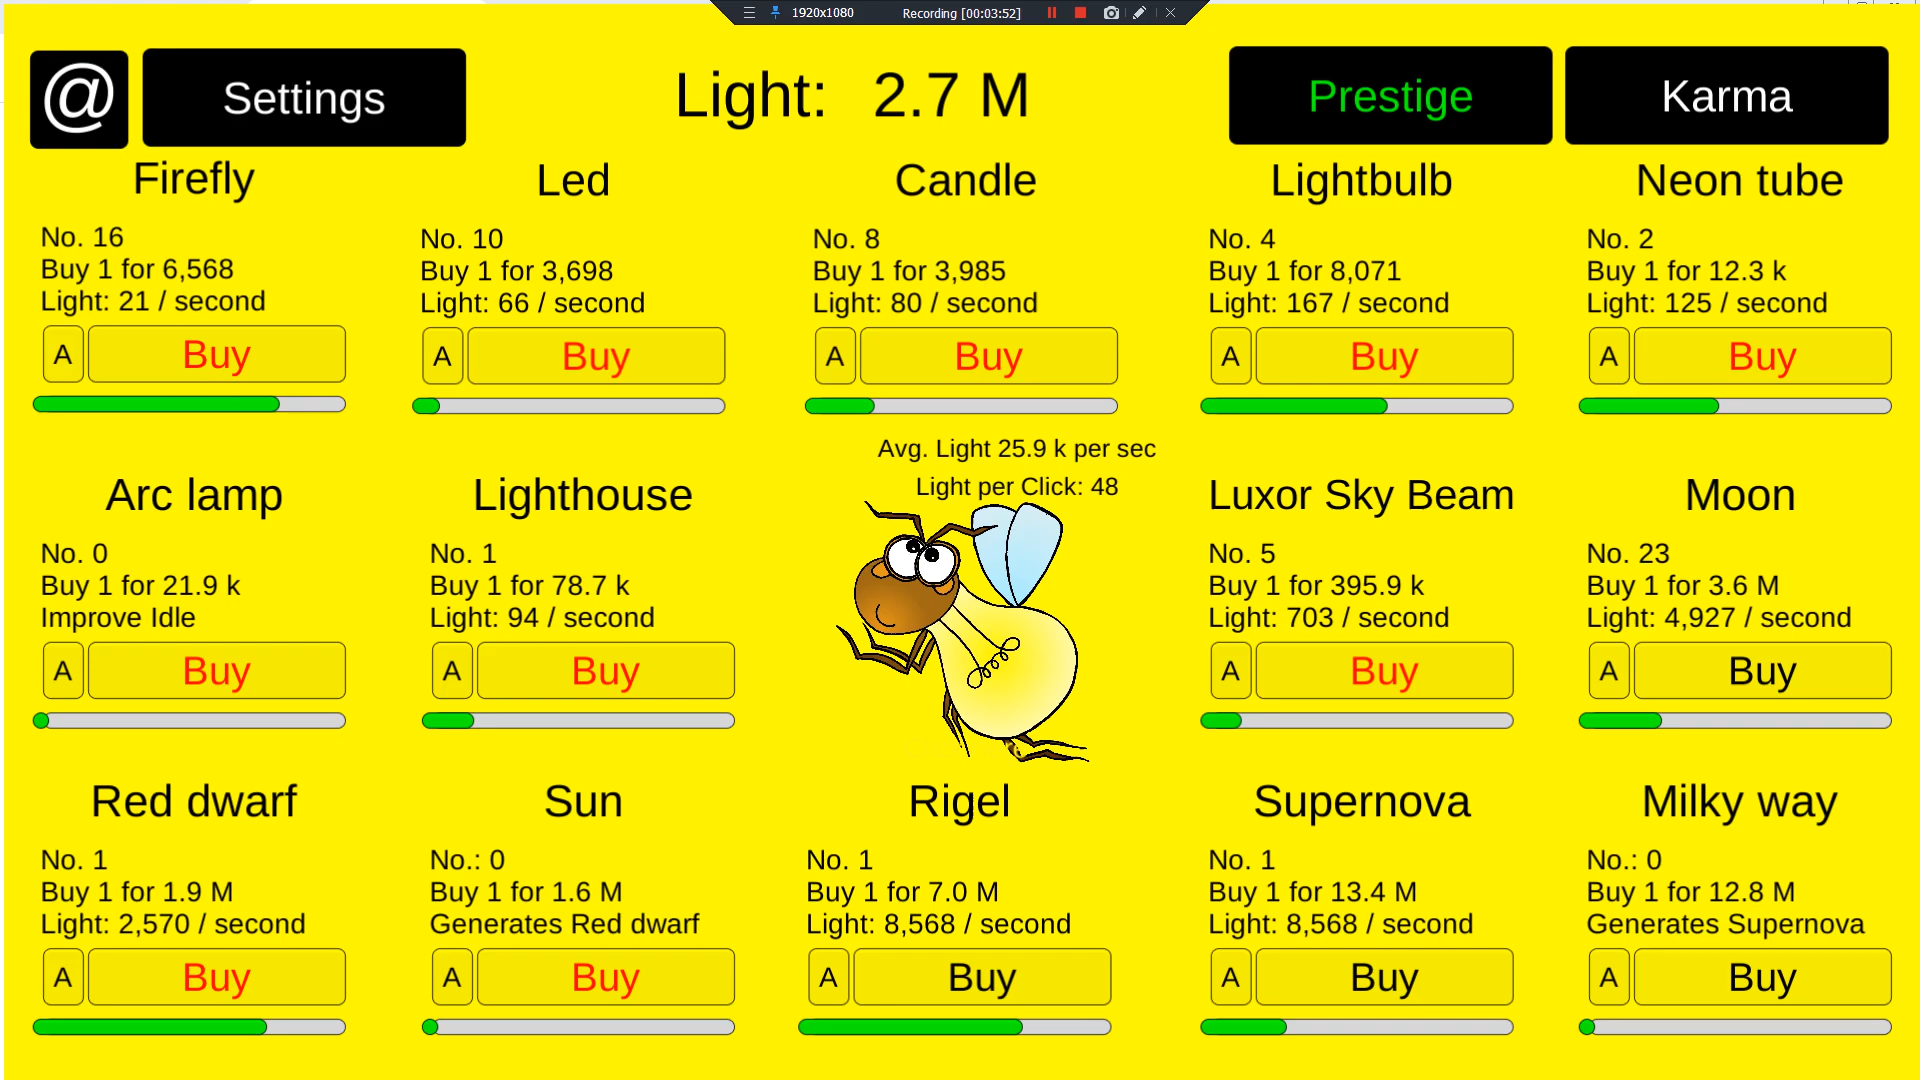 1920x1080 Recording [00:03:52]
@ Settings Light: 2.7 M Prestige Karma
Firefly
No. 16
Buy 1 for 6,568
Light: 21 / second
A Buy
Led
No. 10
Buy 1 for 3,698
Light: 66 / second
A Buy
Candle
No. 8
Buy 1 for 3,985
Light: 80 / second
A Buy
Lightbulb
No. 4
Buy 1 for 8,071
Light: 167 / second
A Buy
Neon tube
No. 2
Buy 1 for 12.3 k
Light: 125 / second
A Buy
Avg. Light 25.9 k per sec
Light per Click: 48
Arc lamp
No. 0
Buy 1 for 21.9 k
Improve Idle
A Buy
Lighthouse
No. 1
Buy 1 for 78.7 k
Light: 94 / second
A Buy
Luxor Sky Beam
No. 5
Buy 1 for 395.9 k
Light: 703 / second
A Buy
Moon
No. 23
Buy 1 for 3.6 M
Light: 4,927 / second
A Buy
Red dwarf
No. 1
Buy 1 for 1.9 M
Light: 2,570 / second
A Buy
Sun
No.: 0
Buy 1 for 1.6 M
Generates Red dwarf
A Buy
Rigel
No. 1
Buy 1 for 7.0 M
Light: 8,568 / second
A Buy
Supernova
No. 1
Buy 1 for 13.4 M
Light: 8,568 / second
A Buy
Milky way
No.: 0
Buy 1 for 12.8 M
Generates Supernova
A Buy